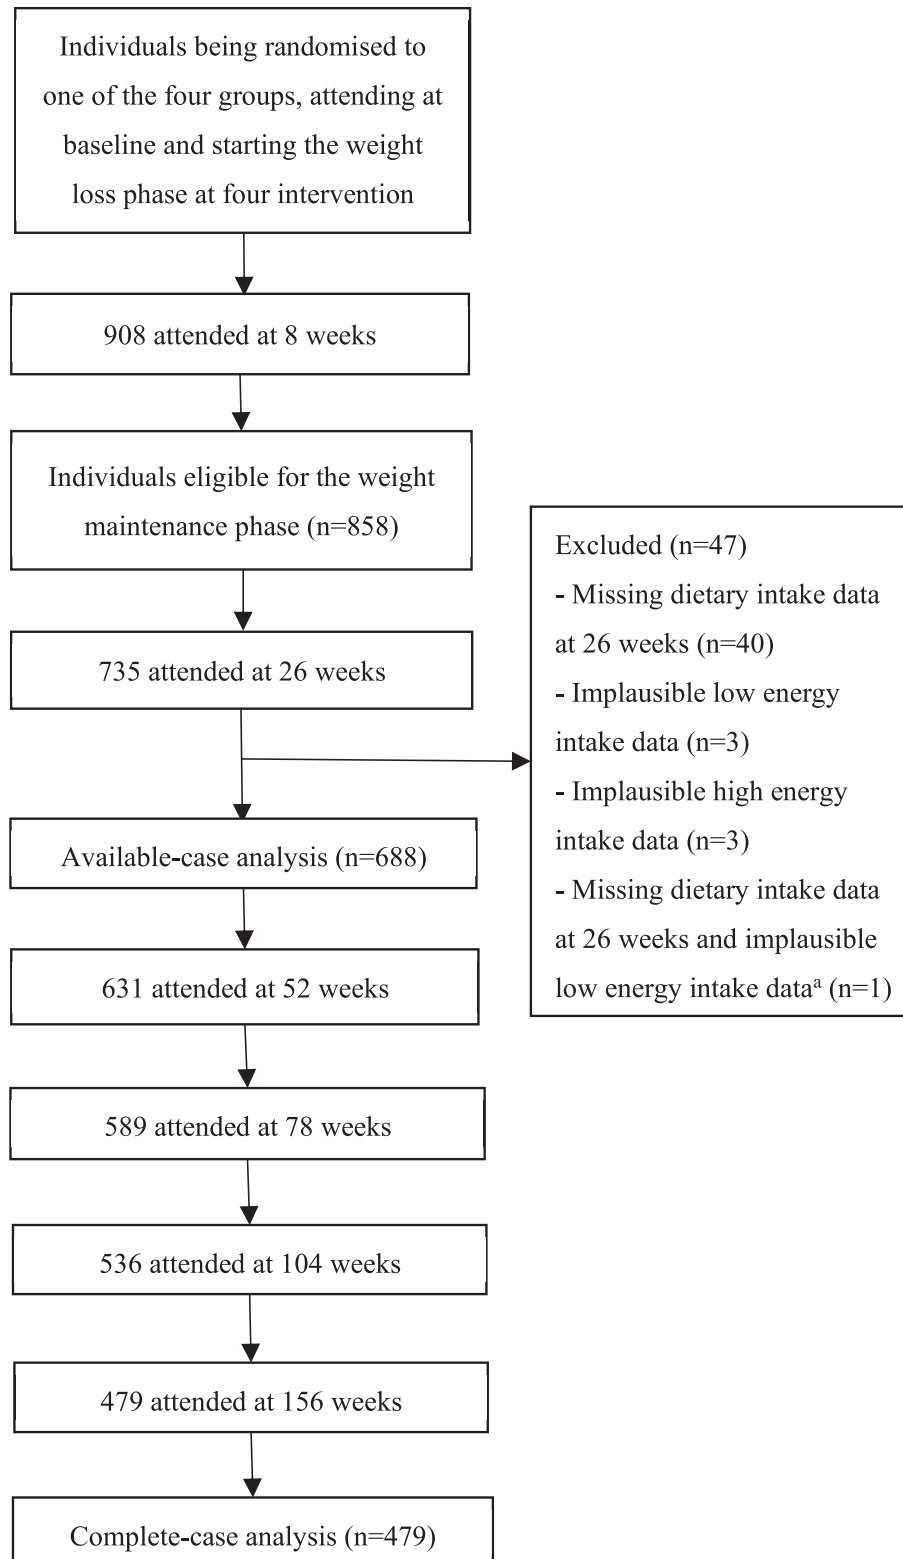 Individuals being randomised to
one of the four groups, attending at
baseline and starting the weight
loss phase at four intervention
908 attended at 8 weeks
Individuals eligible for the weight
maintenance phase (n=858)
735 attended at 26 weeks
Excluded (n=47)
- Missing dietary intake data
at 26 weeks (n=40)
- Implausible low energy
intake data (n=3)
- Implausible high energy
intake data (n=3)
- Missing dietary intake data
at 26 weeks and implausible
low energy intake dataᵃ (n=1)
Available-case analysis (n=688)
631 attended at 52 weeks
589 attended at 78 weeks
536 attended at 104 weeks
479 attended at 156 weeks
Complete-case analysis (n=479)